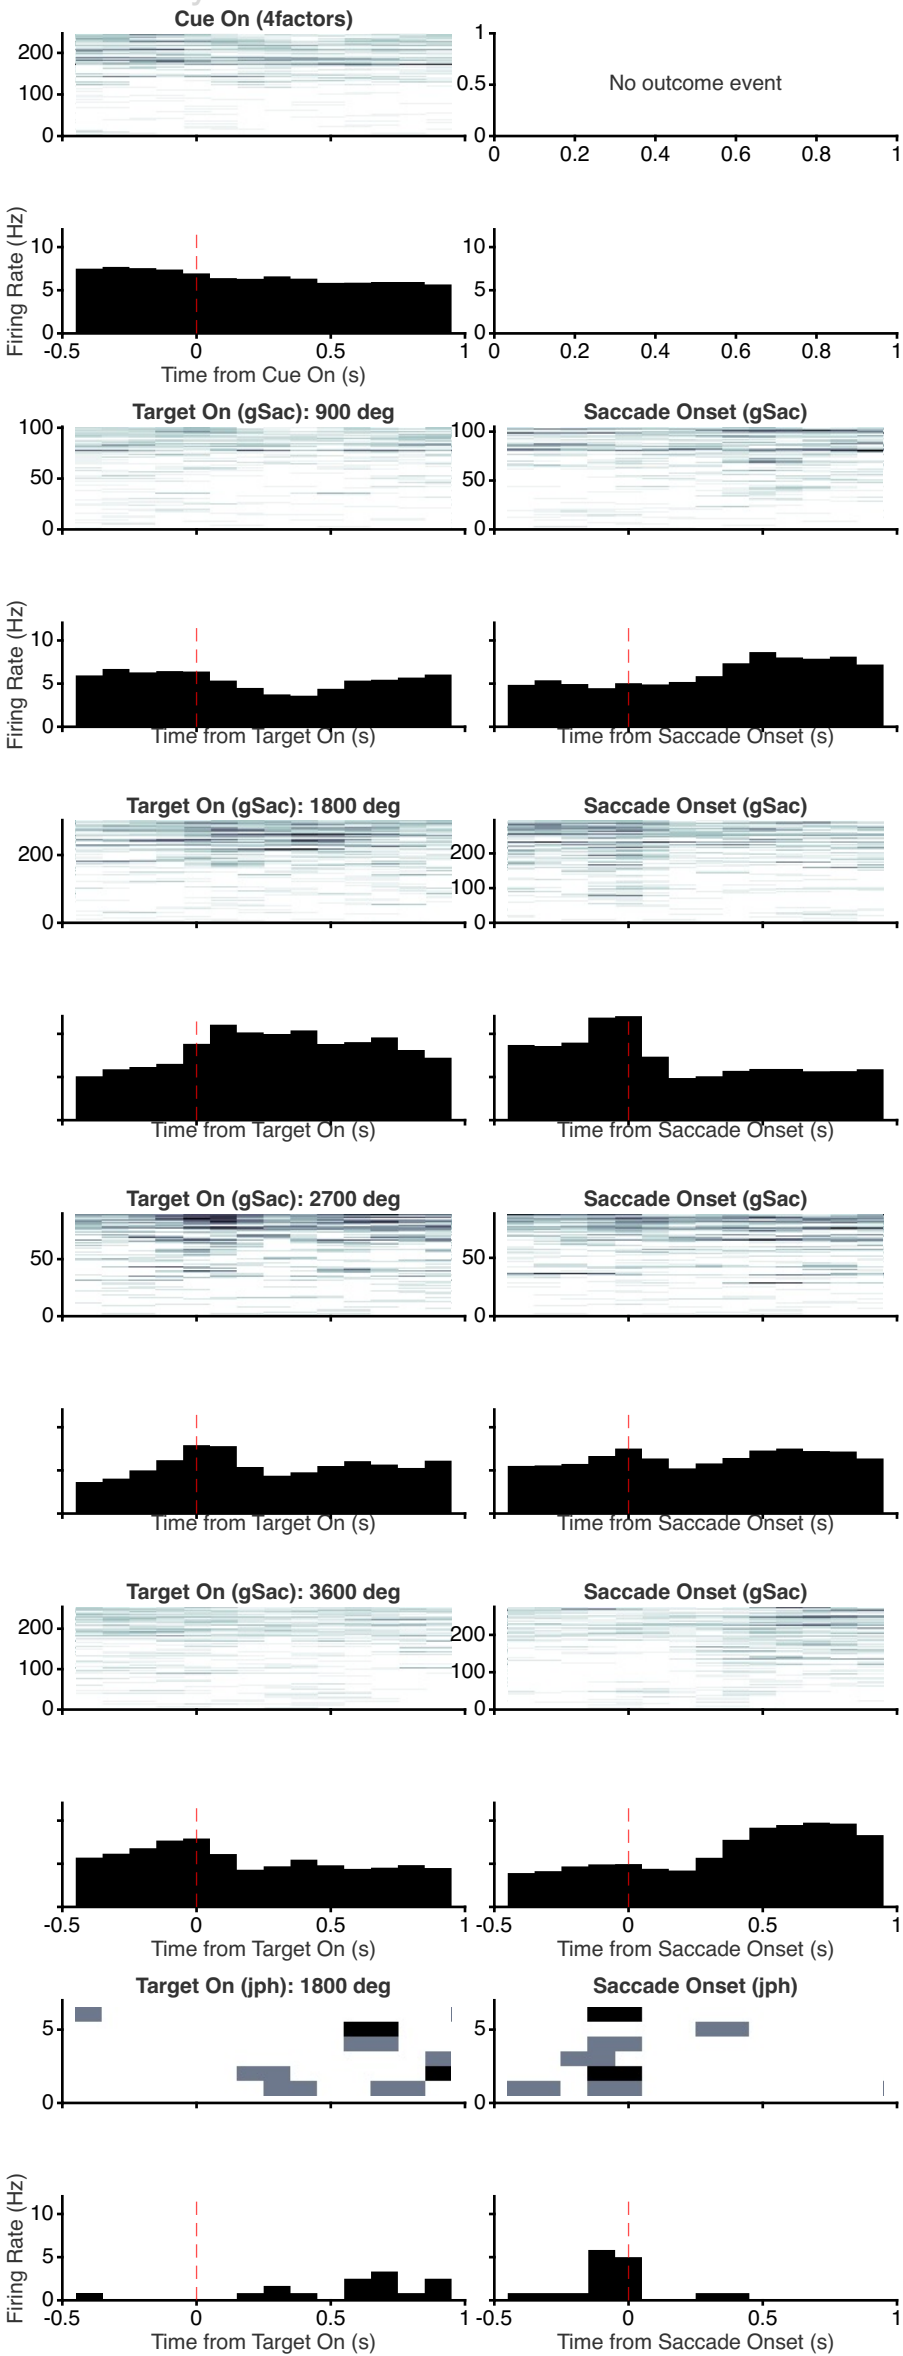 Cue On (4factors)
200
100
0
1
0.5
0
No outcome event
0 0.2 0.4 0.6 0.8 1
Firing Rate (Hz)
10
5
0
-0.5 0 0.5 1
Time from Cue On (s)
10
5
0
0 0.2 0.4 0.6 0.8 1
Target On (gSac): 900 deg
100
50
0
Saccade Onset (gSac)
100
50
0
Firing Rate (Hz)
10
5
0
Time from Target On (s)
Time from Saccade Onset (s)
Target On (gSac): 1800 deg
200
0
Saccade Onset (gSac)
200
100
0
Time from Target On (s)
Time from Saccade Onset (s)
Target On (gSac): 2700 deg
50
0
Saccade Onset (gSac)
50
0
Time from Target On (s)
Time from Saccade Onset (s)
Target On (gSac): 3600 deg
200
100
0
Saccade Onset (gSac)
200
100
0
-0.5 0 0.5 1
Time from Target On (s)
-0.5 0 0.5 1
Time from Saccade Onset (s)
Target On (jph): 1800 deg
5
0
Saccade Onset (jph)
5
0
Firing Rate (Hz)
10
5
0
-0.5 0 0.5 1
Time from Target On (s)
-0.5 0 0.5 1
Time from Saccade Onset (s)